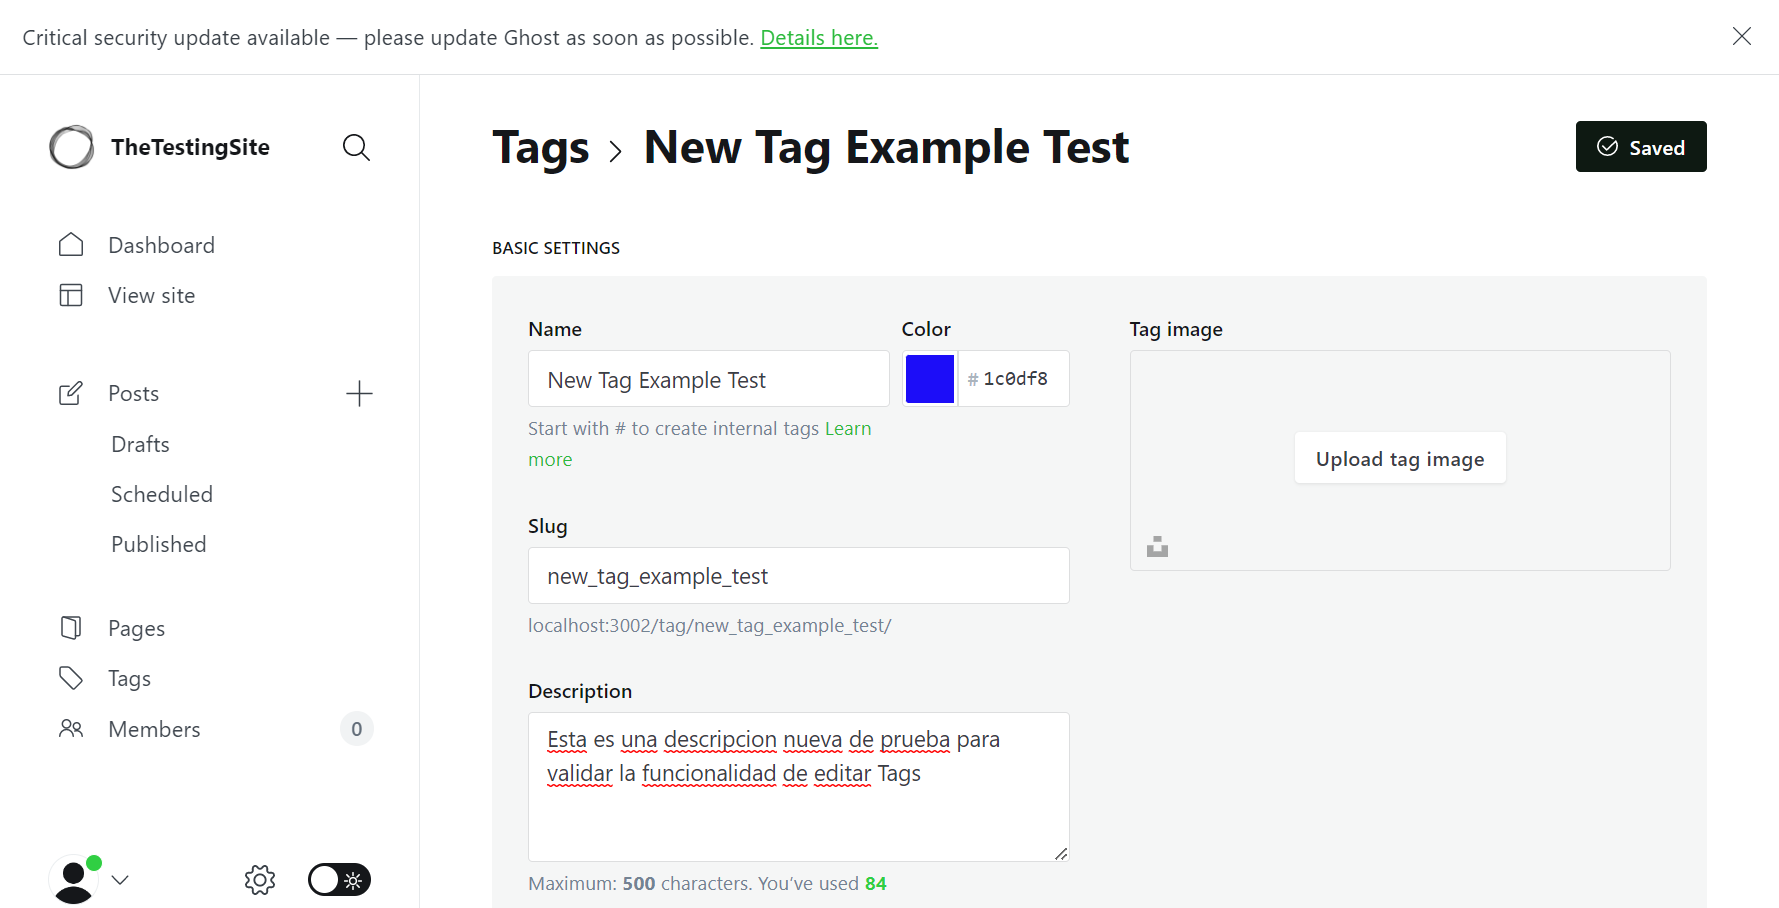 Critical security update available — please update Ghost as soon as possible. Details here.
TheTestingSite
Dashboard
View site
Posts
Drafts
Scheduled
Published
Pages
Tags
Members 0
Tags > New Tag Example Test
Saved
BASIC SETTINGS
Name
New Tag Example Test
Start with # to create internal tags Learn
more
Color
# 1c0df8
Slug
new_tag_example_test
localhost:3002/tag/new_tag_example_test/
Description
Esta es una descripcion nueva de prueba para
validar la funcionalidad de editar Tags
Maximum: 500 characters. You’ve used 84
Tag image
Upload tag image